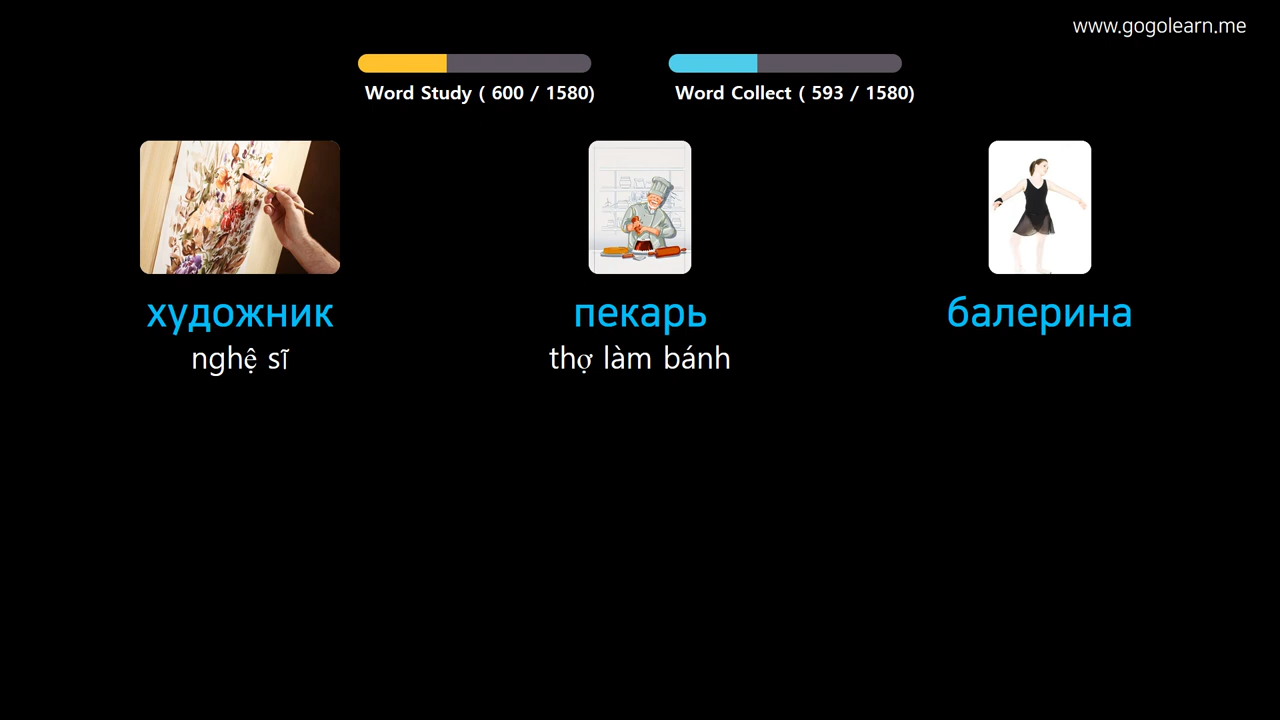 www.gogolearn.me
Word Study ( 600 / 1580)
Word Collect ( 593 / 1580)
художник
пекарь
балерина
nghệ sĩ
thợ làm bánh